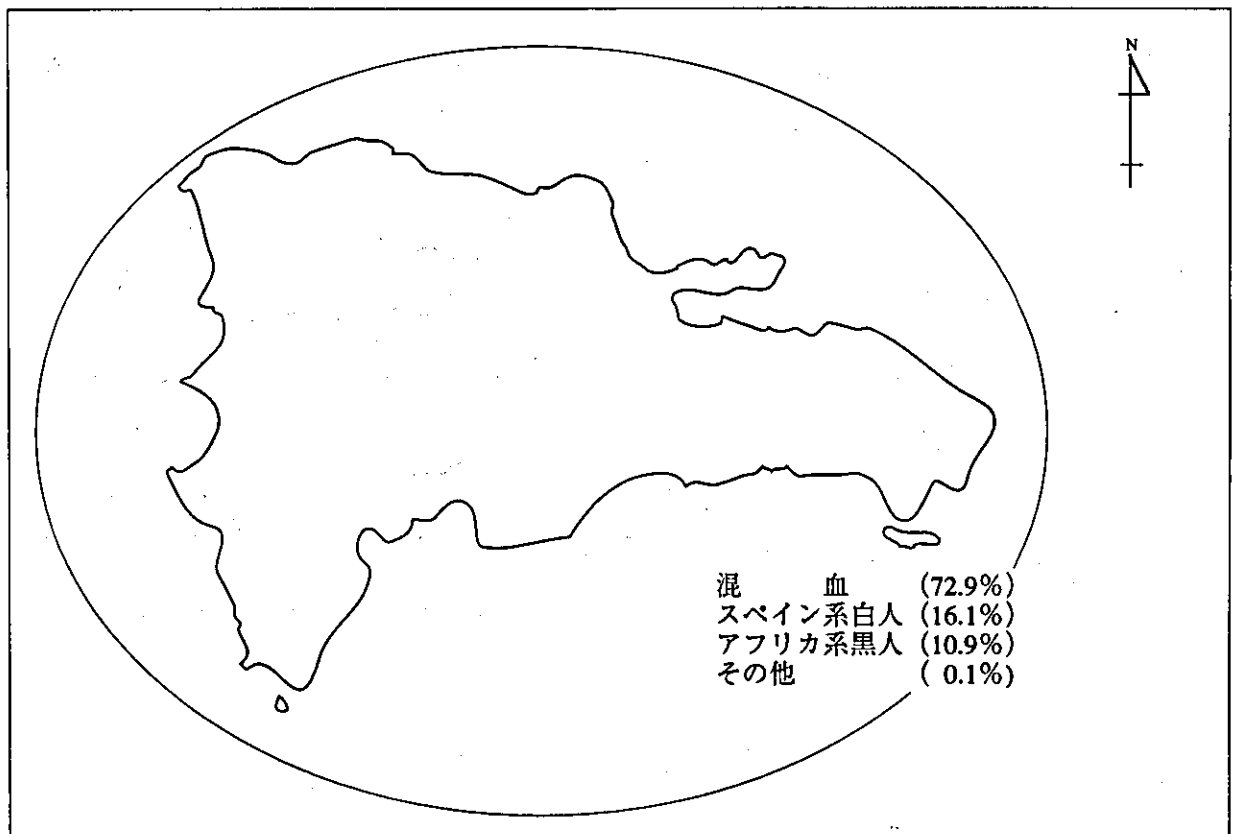 N
混血 (72.9%)
スペイン系白人 (16.1%)
アフリカ系黒人 (10.9%)
その他 ( 0.1%)